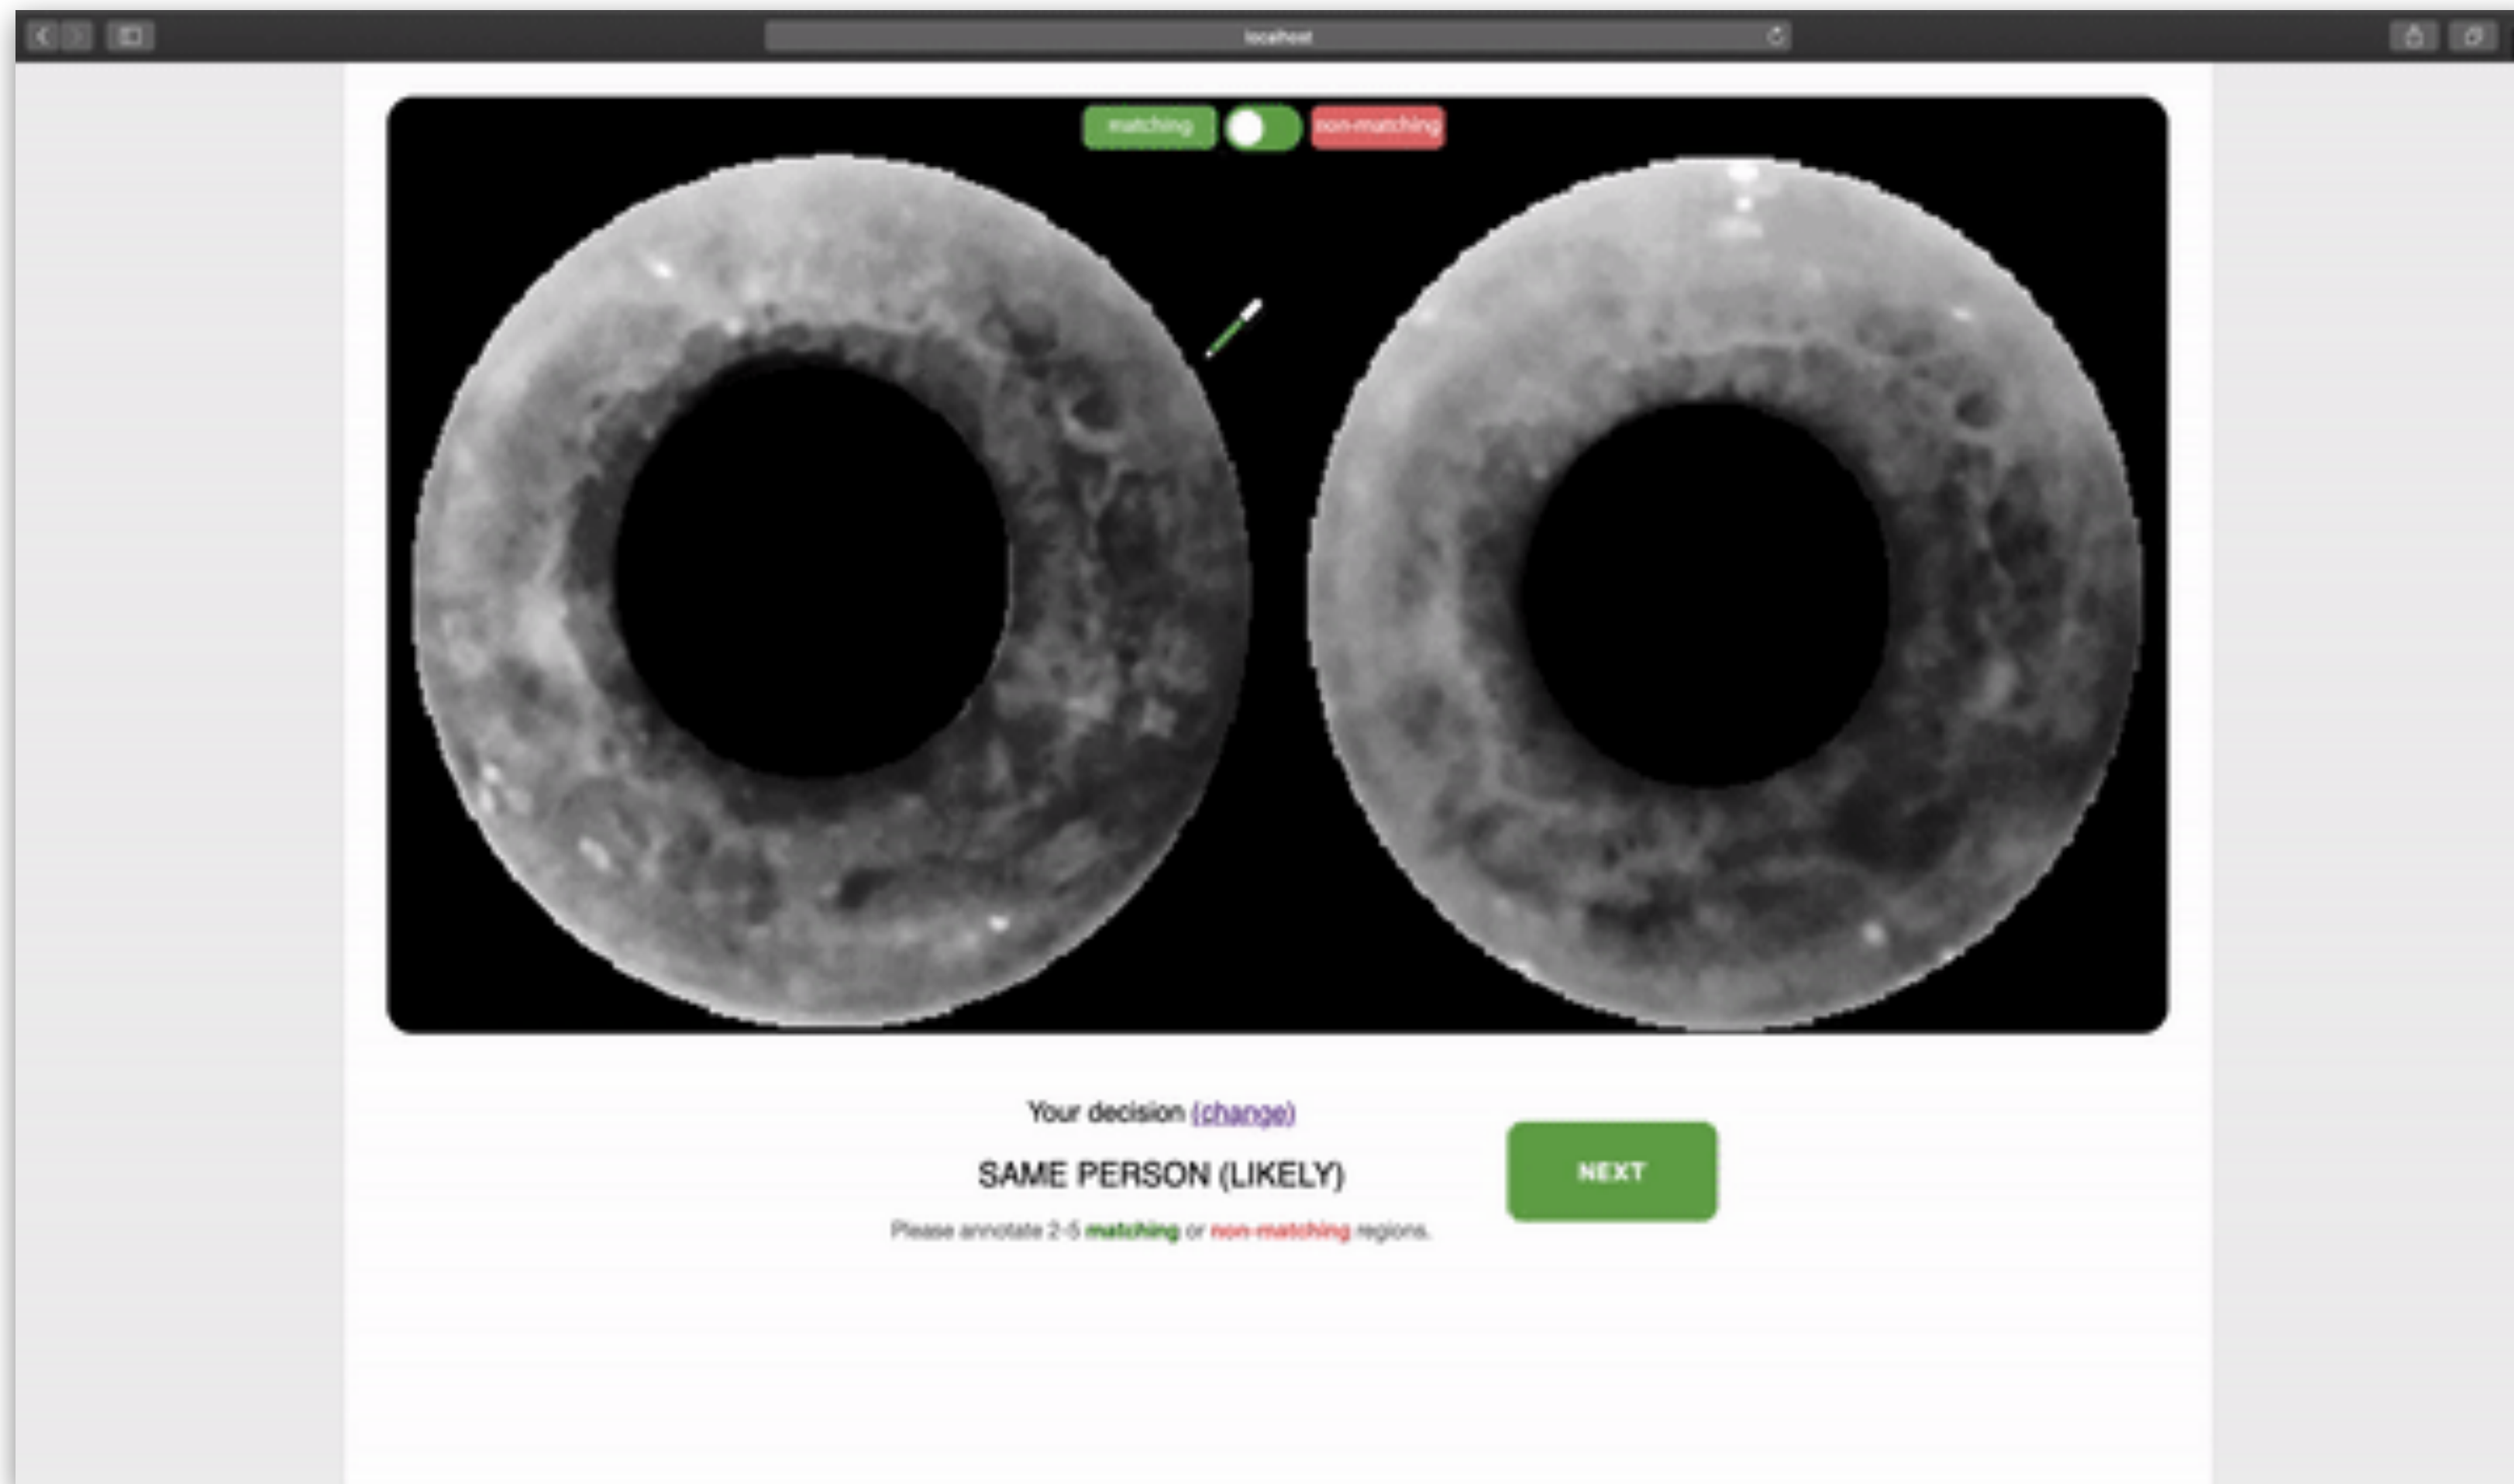 localhost
matching non-matching
Your decision (change)
SAME PERSON (LIKELY)
NEXT
Please annotate 2-5 matching or non-matching regions.